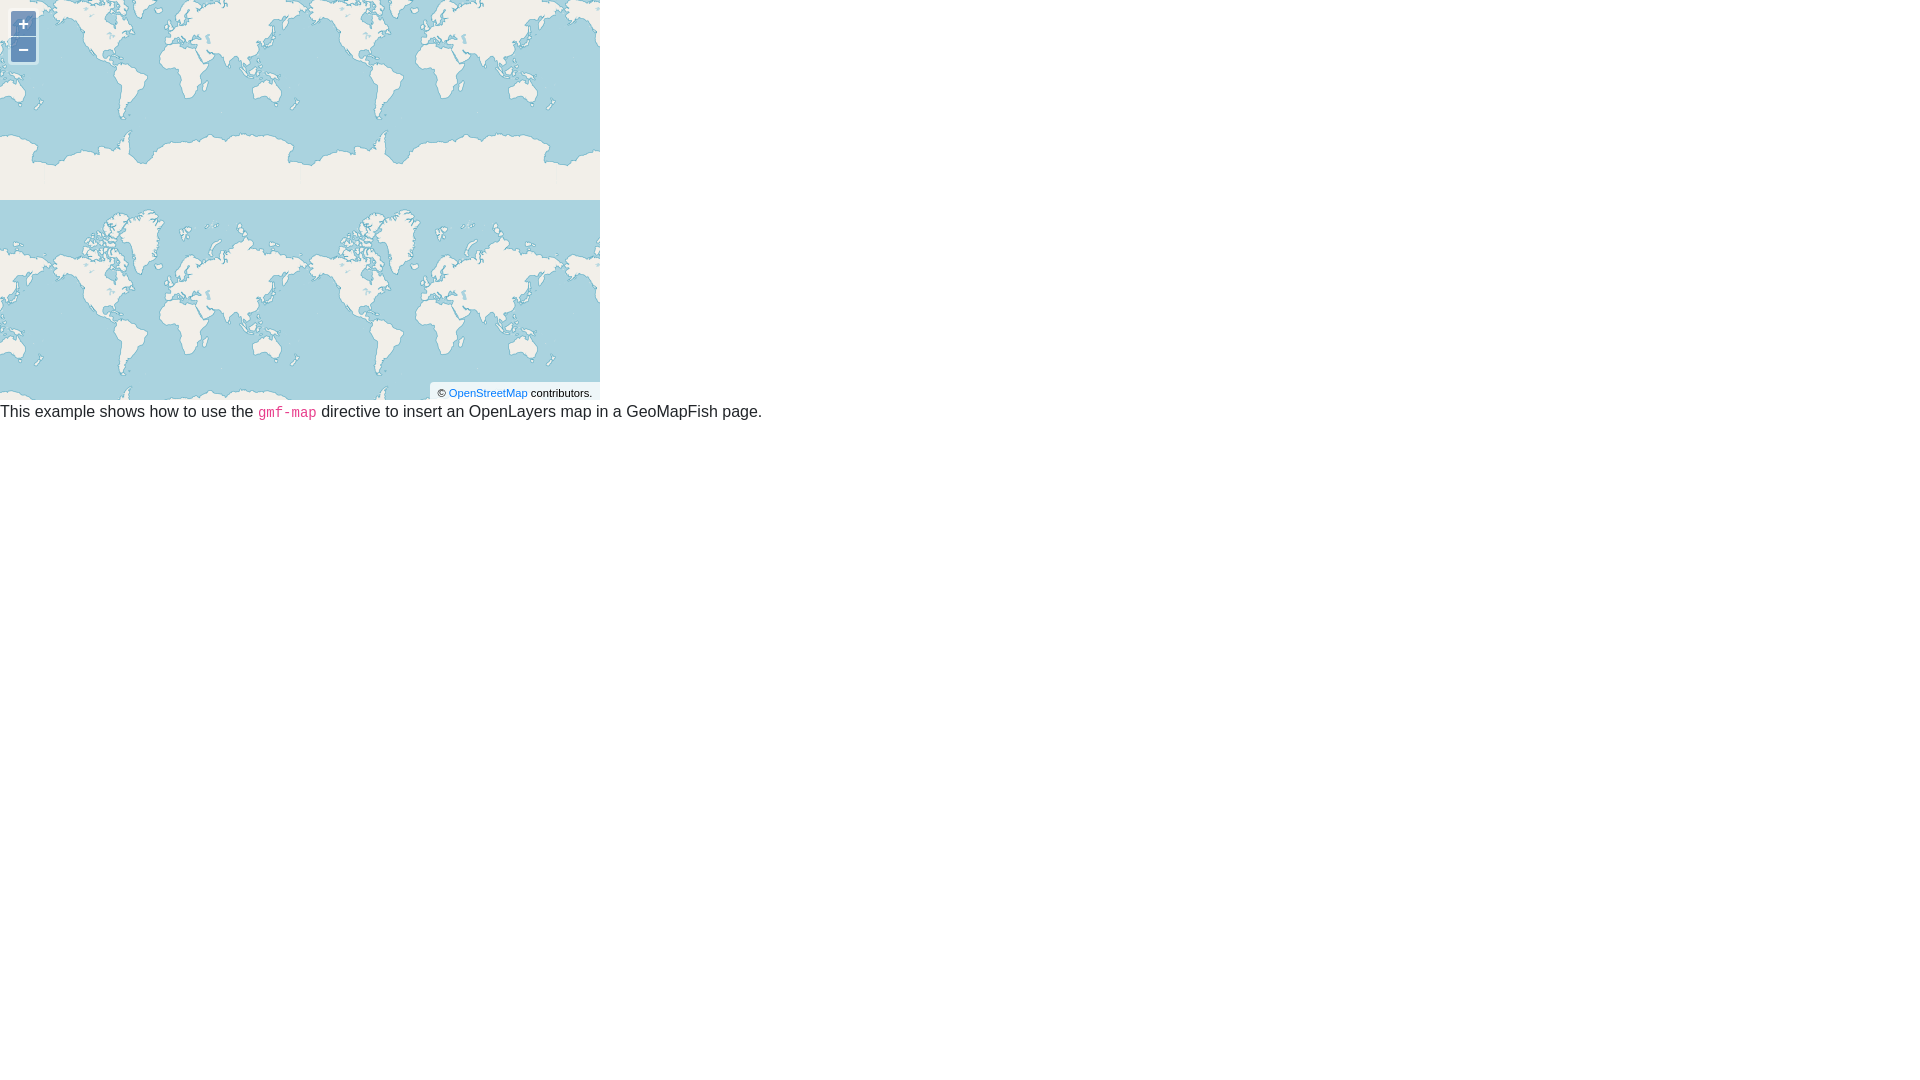 +
−
© OpenStreetMap contributors.
This example shows how to use the gmf-map directive to insert an OpenLayers map in a GeoMapFish page.